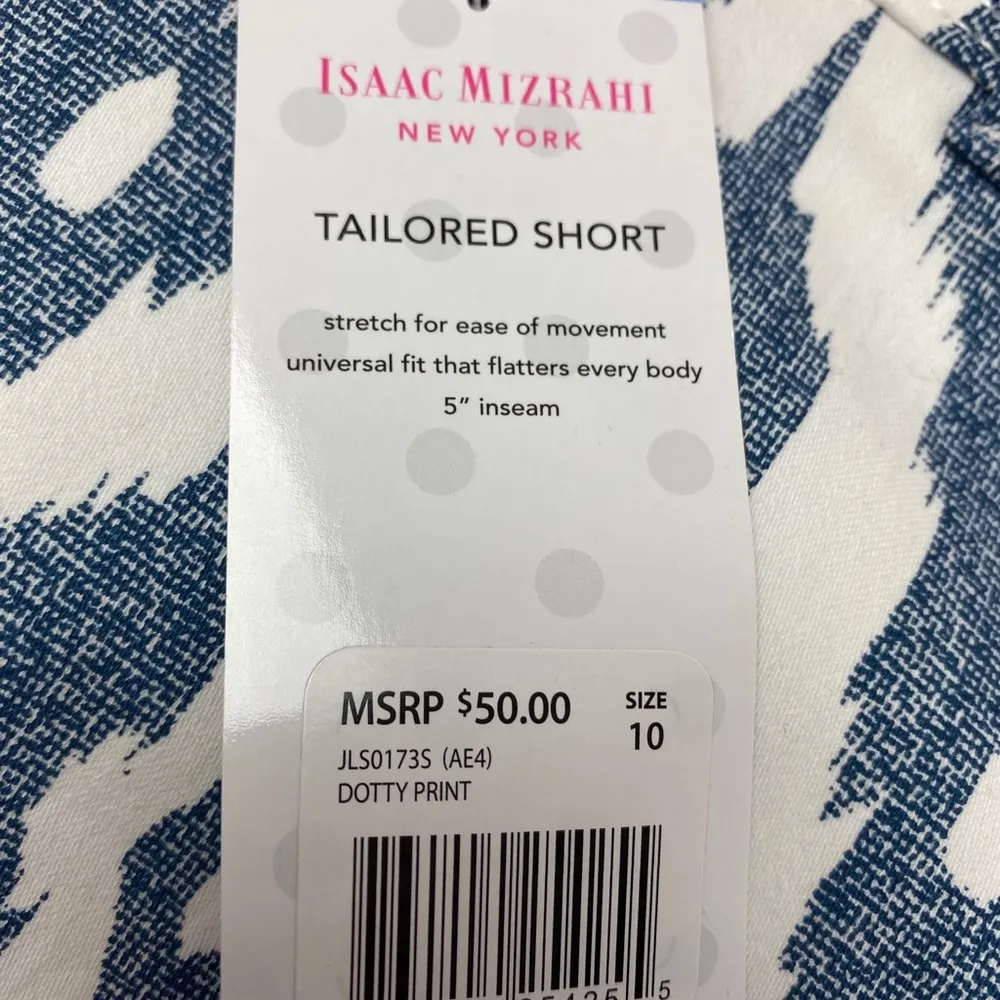 ISAAC MIZRAHI
NEW YORK
TAILORED SHORT
stretch for ease of movement
universal fit that flatters every body
5” inseam
MSRP $50.00
SIZE
10
JLS0173S (AE4)
DOTTY PRINT
5